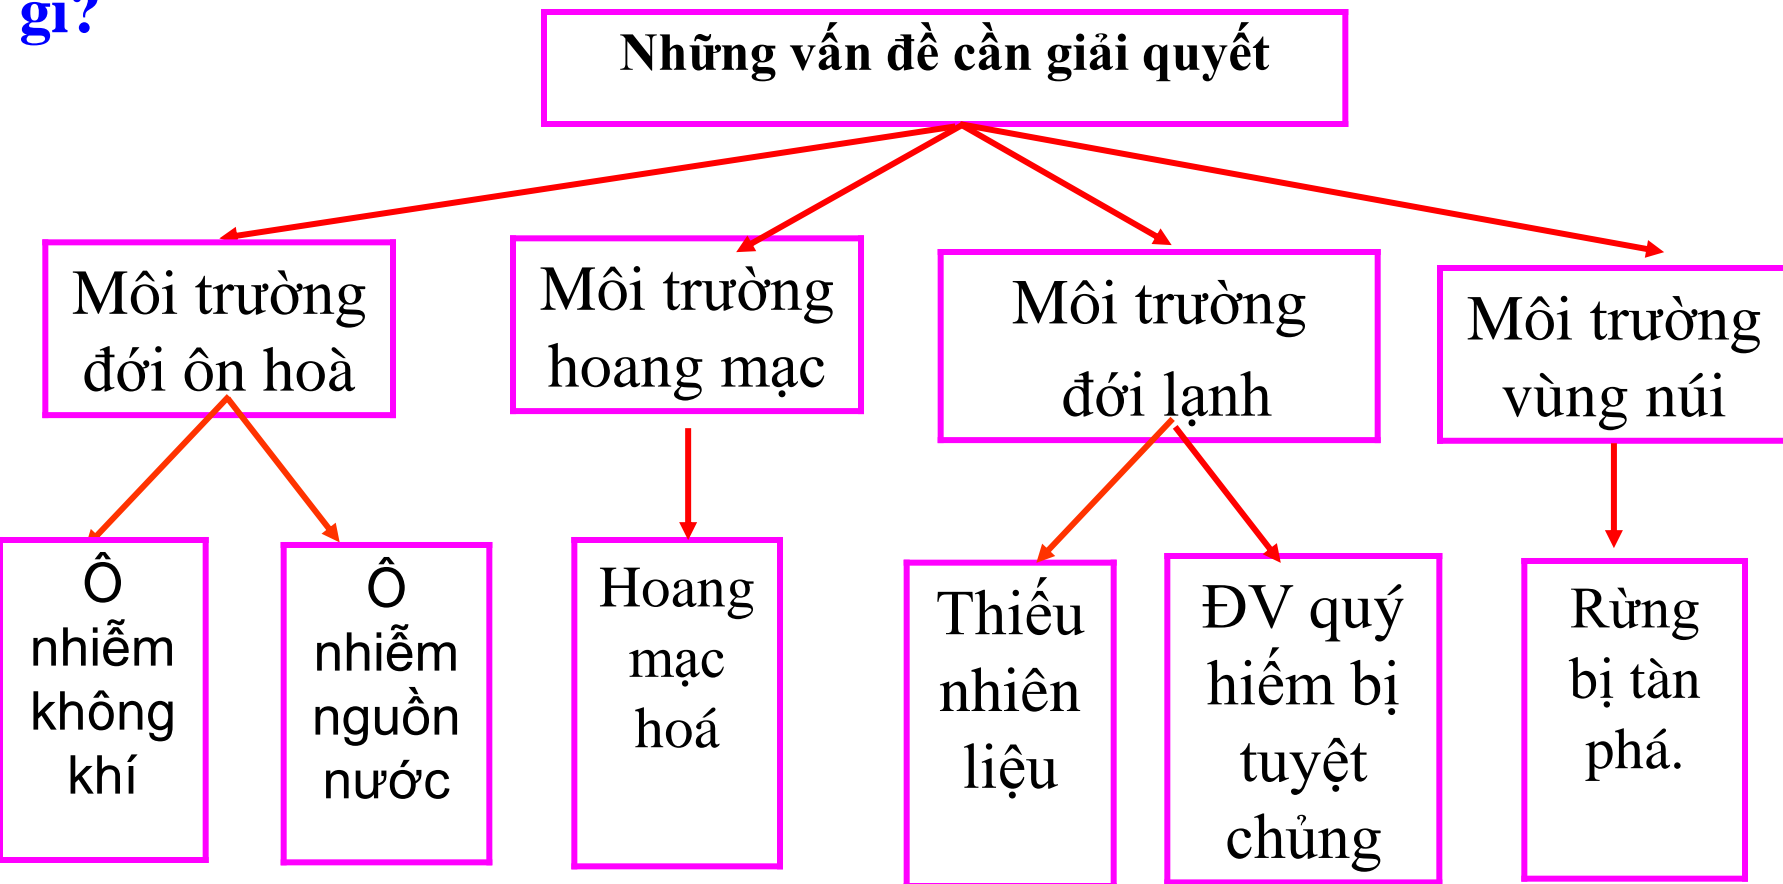 gì?
Những vấn đề cần giải quyết
Môi trường
đới ôn hoà
Môi trường
hoang mạc
Môi trường
đới lạnh
Môi trường
vùng núi
Ô
nhiễm
không
khí
Ô
nhiễm
nguồn
nước
Hoang
mạc
hoá
Thiếu
nhiên
liệu
ĐV quý
hiếm bị
tuyệt
chủng
Rừng
bị tàn
phá.